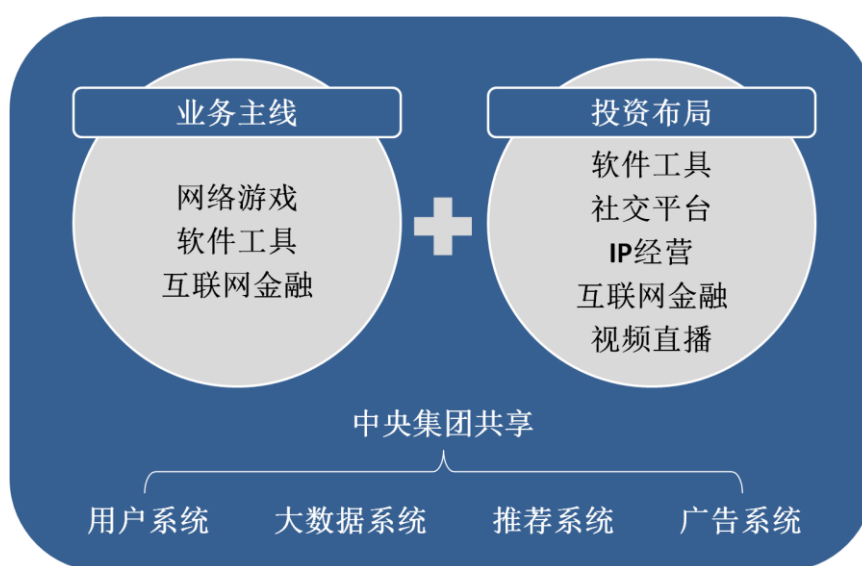 业务主线
网络游戏
软件工具
互联网金融
投资布局
软件工具
社交平台
IP经营
互联网金融
视频直播
中央集团共享
用户系统 大数据系统 推荐系统 广告系统